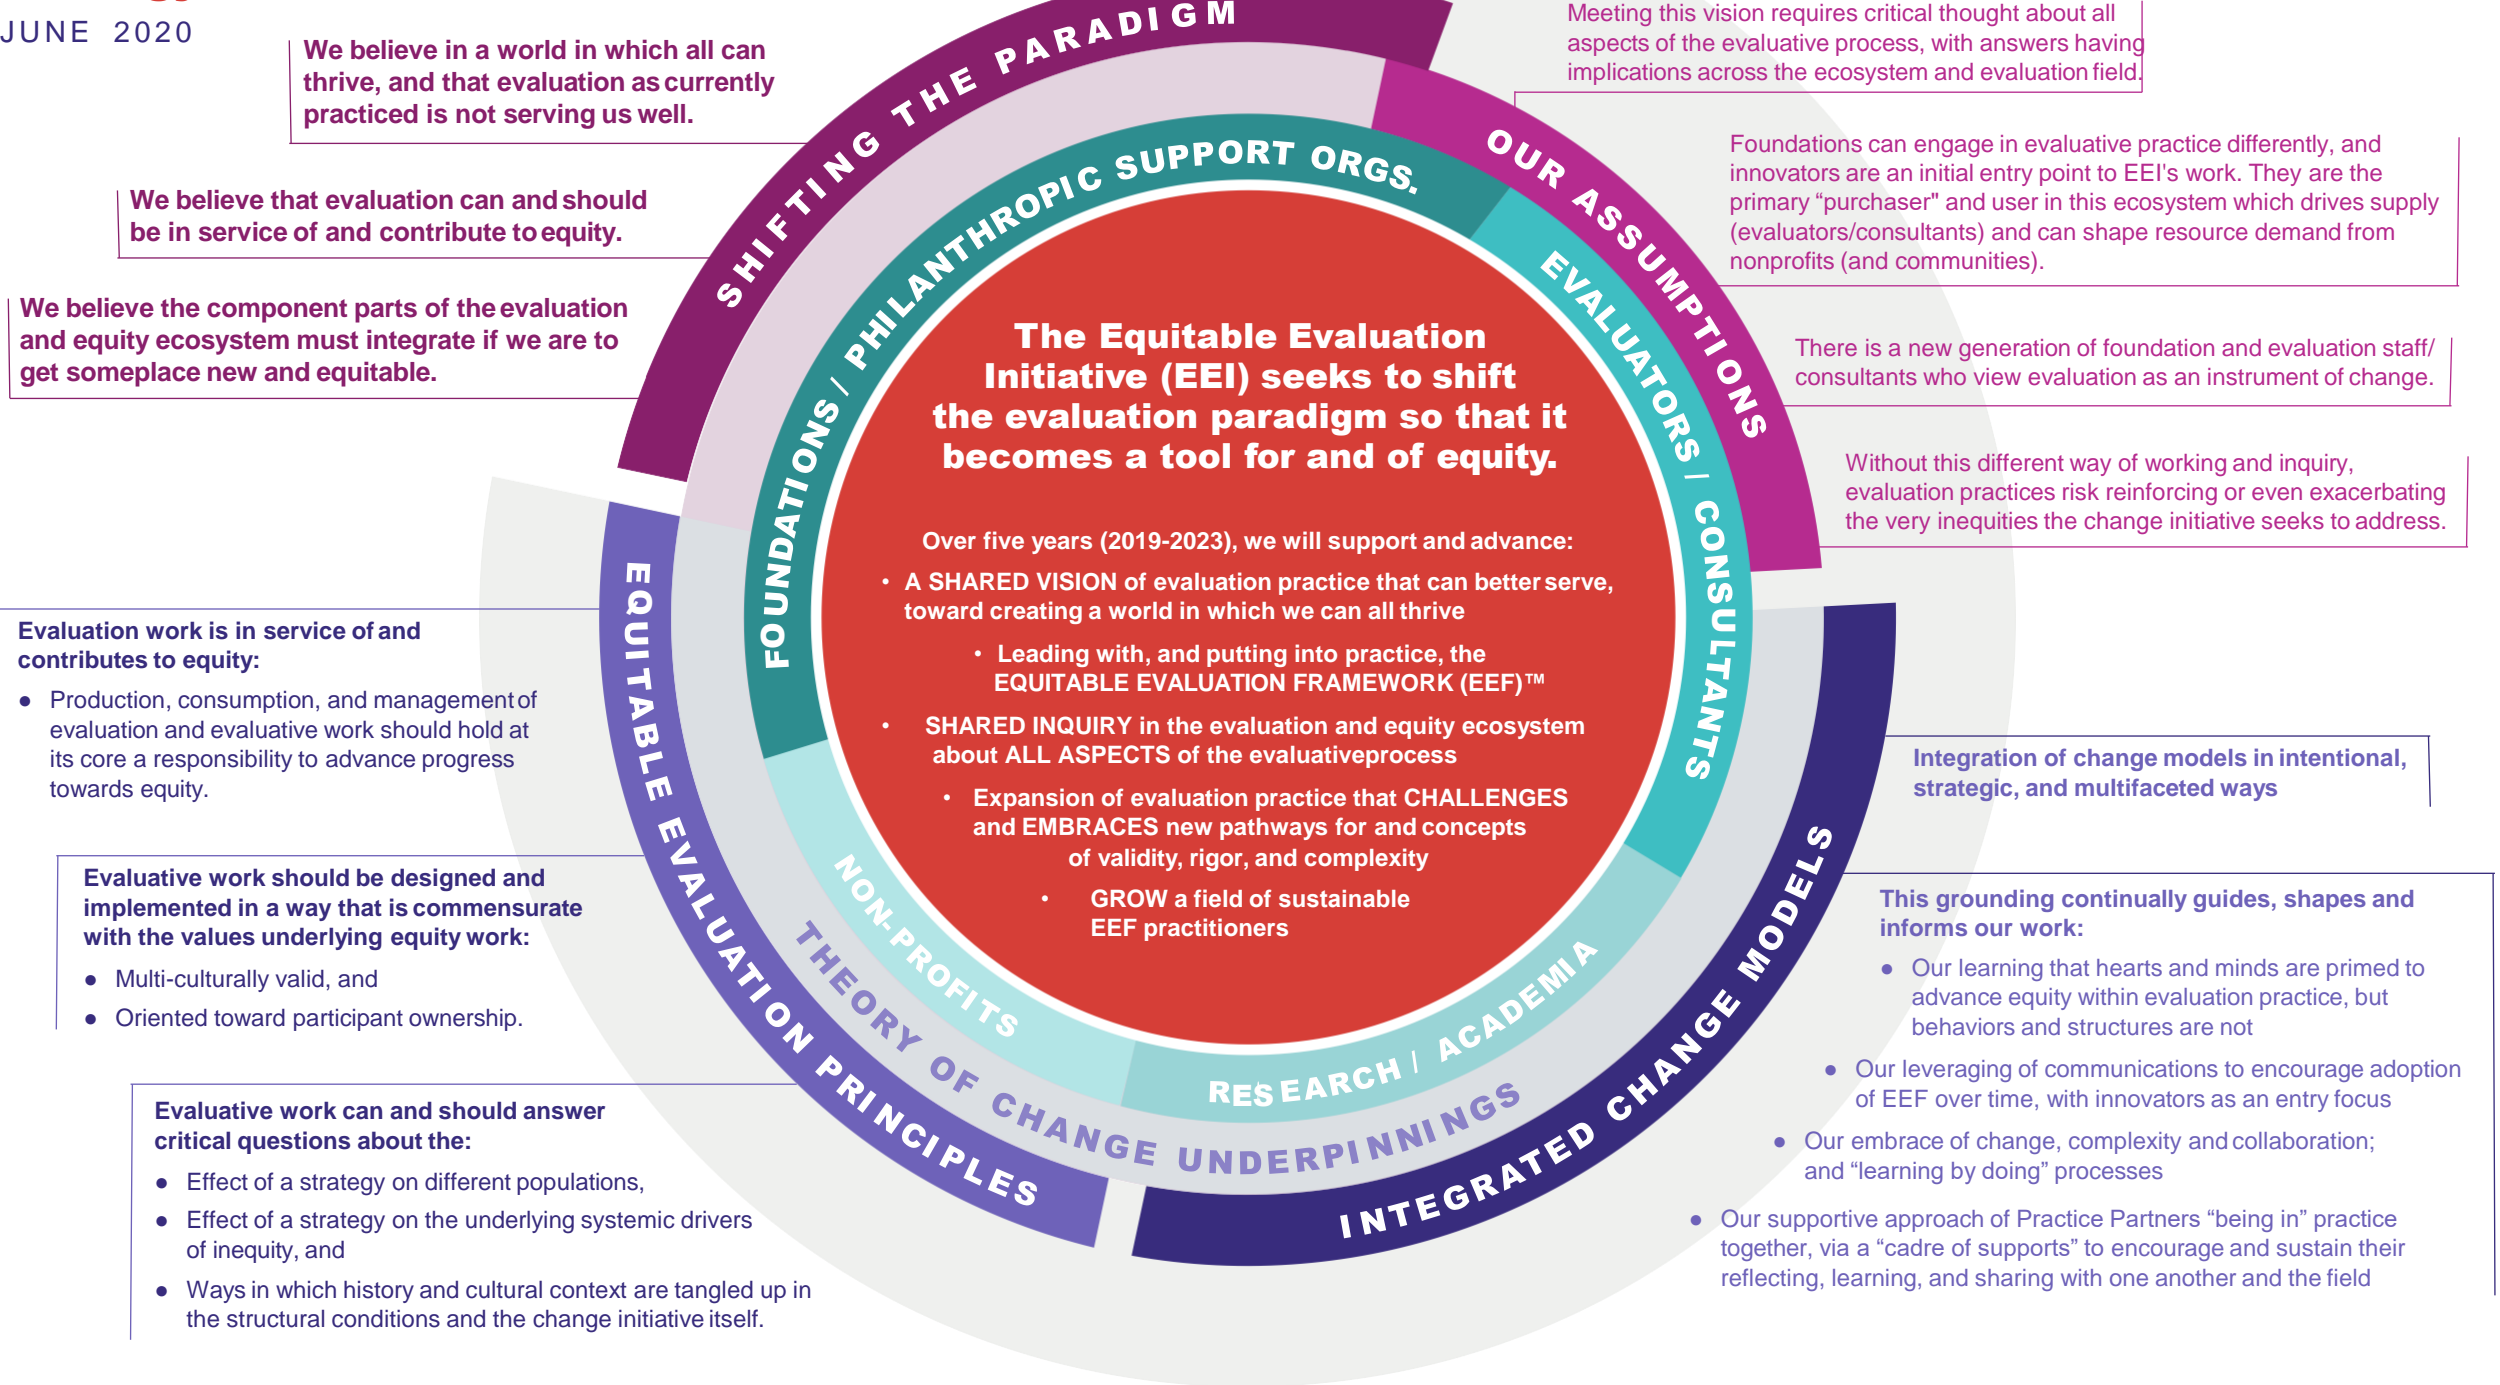 JUNE 2020
We believe in a world in which all can
thrive, and that evaluation as currently
practiced is not serving us well.
We believe that evaluation can and should
be in service of and contribute to equity.
We believe the component parts of the evaluation
and equity ecosystem must integrate if we are to
get someplace new and equitable.
SHIFTING THE PARADIGM
OUR ASSUMPTIONS
Meeting this vision requires critical thought about all
aspects of the evaluative process, with answers having
implications across the ecosystem and evaluation field.
Foundations can engage in evaluative practice differently, and
innovators are an initial entry point to EEI's work. They are the
primary “purchaser" and user in this ecosystem which drives supply
(evaluators/consultants) and can shape resource demand from
nonprofits (and communities).
There is a new generation of foundation and evaluation staff/
consultants who view evaluation as an instrument of change.
Without this different way of working and inquiry,
evaluation practices risk reinforcing or even exacerbating
the very inequities the change initiative seeks to address.
FOUNDATIONS / PHILANTHROPIC SUPPORT ORGS.
EVALUATORS / CONSULTANTS
The Equitable Evaluation
Initiative (EEI) seeks to shift
the evaluation paradigm so that it
becomes a tool for and of equity.
Over five years (2019-2023), we will support and advance:
• A SHARED VISION of evaluation practice that can better serve,
toward creating a world in which we can all thrive
• Leading with, and putting into practice, the
EQUITABLE EVALUATION FRAMEWORK (EEF)™
• SHARED INQUIRY in the evaluation and equity ecosystem
about ALL ASPECTS of the evaluativeprocess
• Expansion of evaluation practice that CHALLENGES
and EMBRACES new pathways for and concepts
of validity, rigor, and complexity
• GROW a field of sustainable
EEF practitioners
NON-PROFITS
RESEARCH / ACADEMIA
THEORY OF CHANGE UNDERPINNINGS
EQUITABLE EVALUATION PRINCIPLES
INTEGRATED CHANGE MODELS
Evaluation work is in service of and
contributes to equity:
● Production, consumption, and management of
evaluation and evaluative work should hold at
its core a responsibility to advance progress
towards equity.
Evaluative work should be designed and
implemented in a way that is commensurate
with the values underlying equity work:
● Multi-culturally valid, and
● Oriented toward participant ownership.
Evaluative work can and should answer
critical questions about the:
● Effect of a strategy on different populations,
● Effect of a strategy on the underlying systemic drivers
of inequity, and
● Ways in which history and cultural context are tangled up in
the structural conditions and the change initiative itself.
Integration of change models in intentional,
strategic, and multifaceted ways
This grounding continually guides, shapes and
informs our work:
● Our learning that hearts and minds are primed to
advance equity within evaluation practice, but
behaviors and structures are not
● Our leveraging of communications to encourage adoption
of EEF over time, with innovators as an entry focus
● Our embrace of change, complexity and collaboration;
and “learning by doing” processes
● Our supportive approach of Practice Partners “being in” practice
together, via a “cadre of supports” to encourage and sustain their
reflecting, learning, and sharing with one another and the field